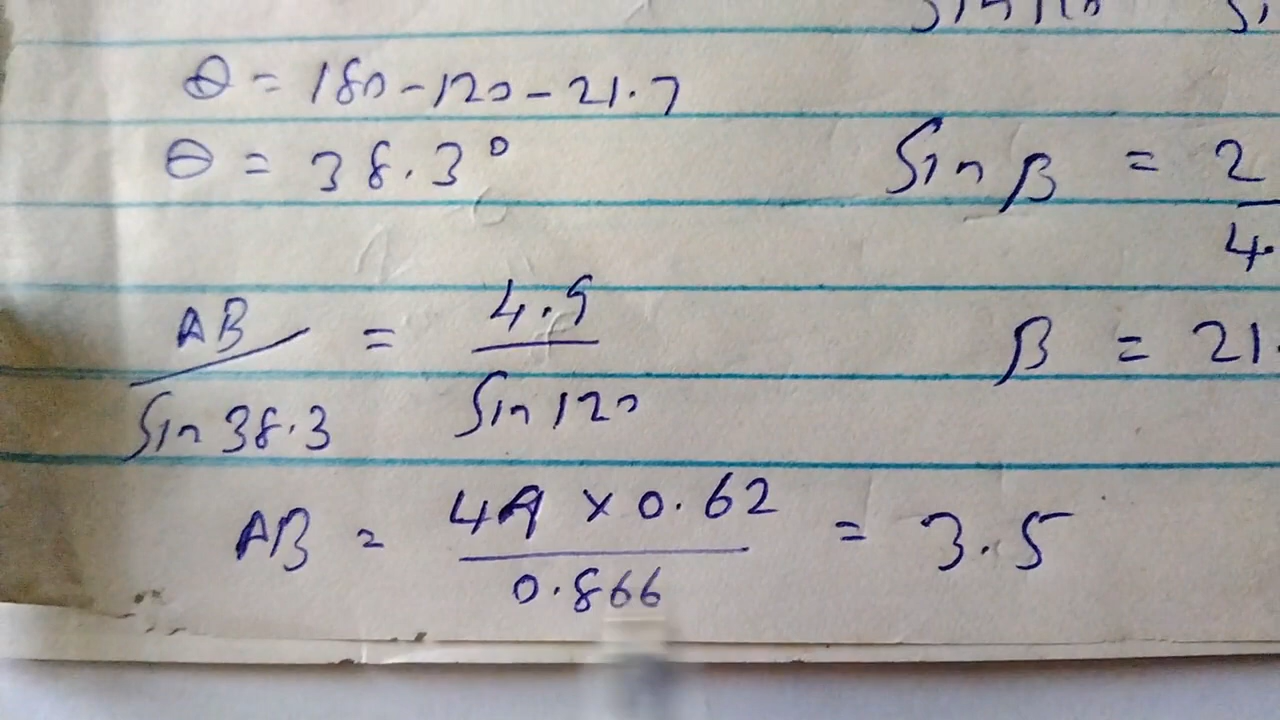 θ = 180 - 120 - 21.7
θ = 38.3°
Sin β = 2
4.
AB/Sin 38.3 = 4.9/Sin 120
β = 21.
AB = 49 × 0.62/0.866 = 3.5